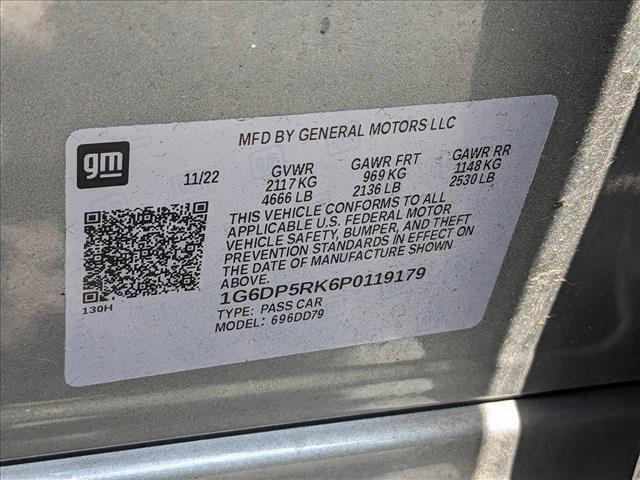 MFD BY GENERAL MOTORS LLC
gm
11/22
GVWR GAWR FRT GAWR RR
2117 KG 969 KG 1148 KG
4666 LB 2136 LB 2530 LB
THIS VEHICLE CONFORMS TO ALL
APPLICABLE U.S. FEDERAL MOTOR
VEHICLE SAFETY, BUMPER, AND THEFT
PREVENTION STANDARDS IN EFFECT ON
THE DATE OF MANUFACTURE SHOWN
ABOVE.
1G6DP5RK6P0119179
TYPE: PASS CAR
MODEL: 696DD79
130H